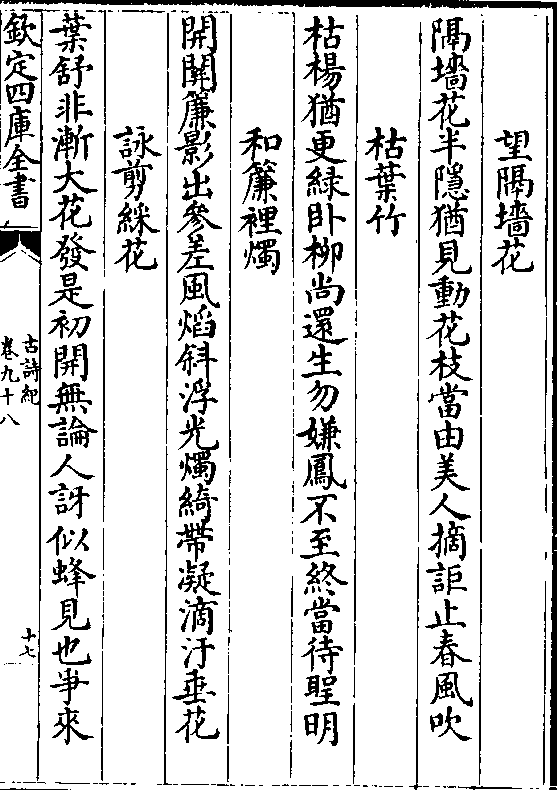 望隔墻花
隔墻花半隱猶見動花枝當由美人摘詎止春風吹
枯葉竹
枯楊猶更綠卧柳尚還生勿嫌鳳不至終當待聖明
和簾裡燭
開關簾影出參差風焰斜浮光燭綺帶凝滴汙垂花
詠剪綵花
葉舒非漸大花發是初開無論人訝似蜂見也爭來
欽定四庫全書
古詩紀
卷九十八
十七